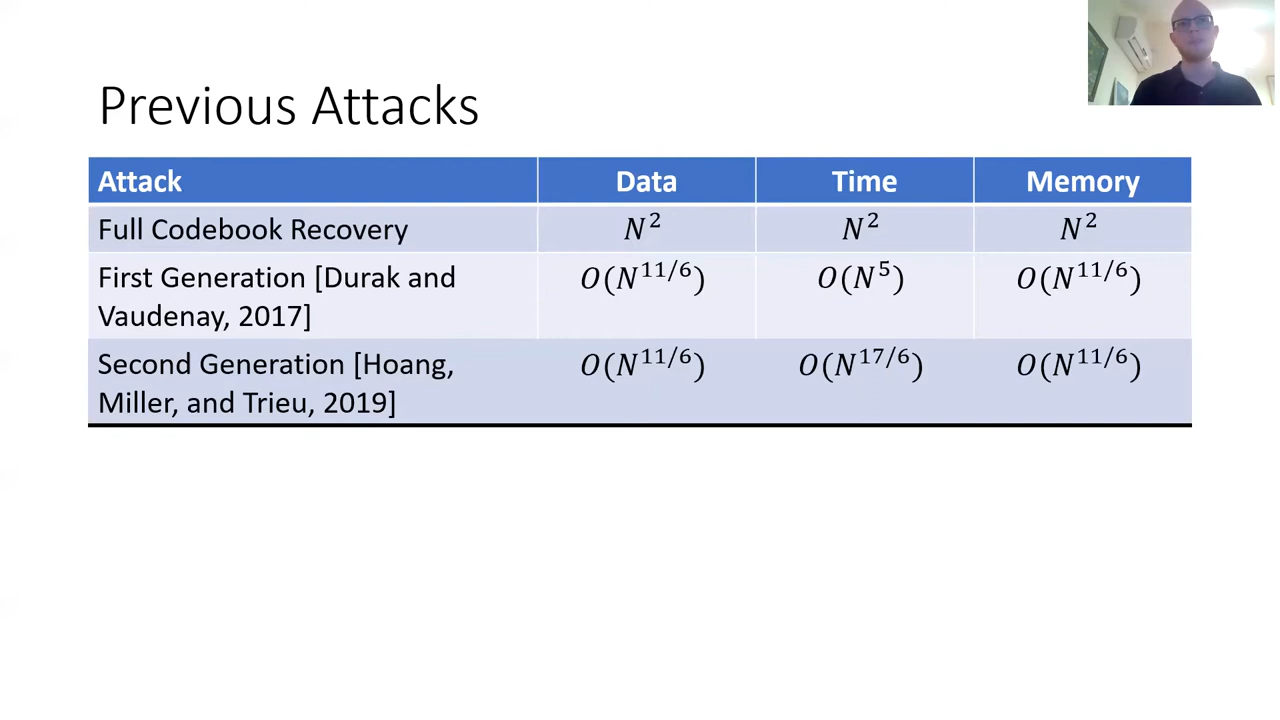 Previous Attacks
Attack Data Time Memory
Full Codebook Recovery N² N² N²
First Generation [Durak and O(N^{11/6}) O(N⁵) O(N^{11/6})
Vaudenay, 2017]
Second Generation [Hoang, O(N^{11/6}) O(N^{17/6}) O(N^{11/6})
Miller, and Trieu, 2019]